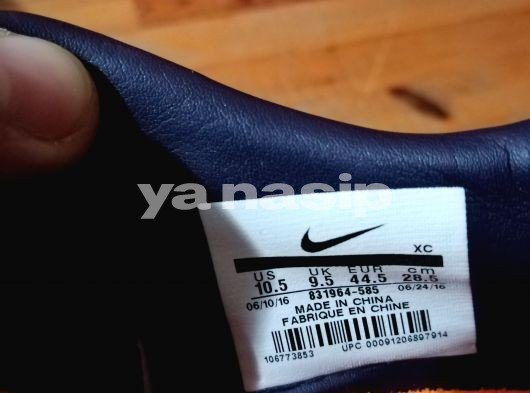 ya nasip
XC
US UK EUR cm
10.5 9.5 44.5 28.5
06/10/16 831964-585 06/24/16
MADE IN CHINA
FABRIQUE EN CHINE
106773853 UPC 00091206897914